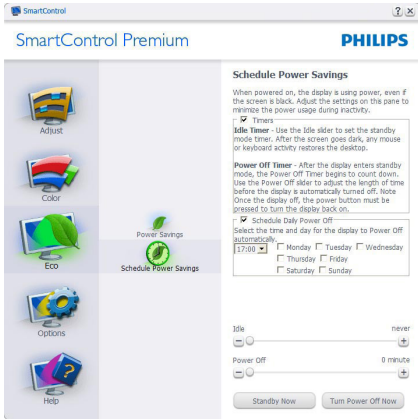 SmartControl
SmartControl Premium
PHILIPS
Adjust
Color
Eco
Options
Help
Power Savings
Schedule Power Savings
Schedule Power Savings
When powered on, the display is using power, even if
the screen is black. Adjust the settings on this pane to
minimize the power usage during inactivity.
Timers
Idle Timer - Use the Idle slider to set the standby
mode timer. After the screen goes dark, any mouse
or keyboard activity restores the desktop.
Power Off Timer - After the display enters standby
mode, the Power Off Timer begins to count down.
Use the Power Off slider to adjust the length of time
before the display is automatically turned off. Note
Once the display off, the power button must be
pressed to turn the display back on.
Schedule Daily Power Off
Select the time and day for the display to Power Off
automatically.
17:00 Monday Tuesday Wednesday
Thursday Friday
Saturday Sunday
Idle never
Power Off 0 minute
Standby Now Turn Power Off Now